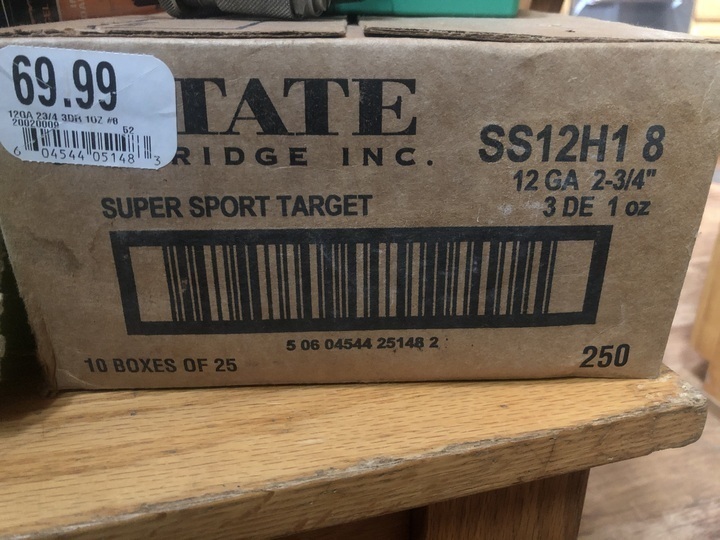 69.99
12GA 23/4 3DR 1OZ #8
20020009 62
6 04544 05148 3
TATE
RIDGE INC.
SS12H1 8
12 GA 2-3/4"
3 DE 1 oz
SUPER SPORT TARGET
5 06 04544 25148 2
10 BOXES OF 25
250